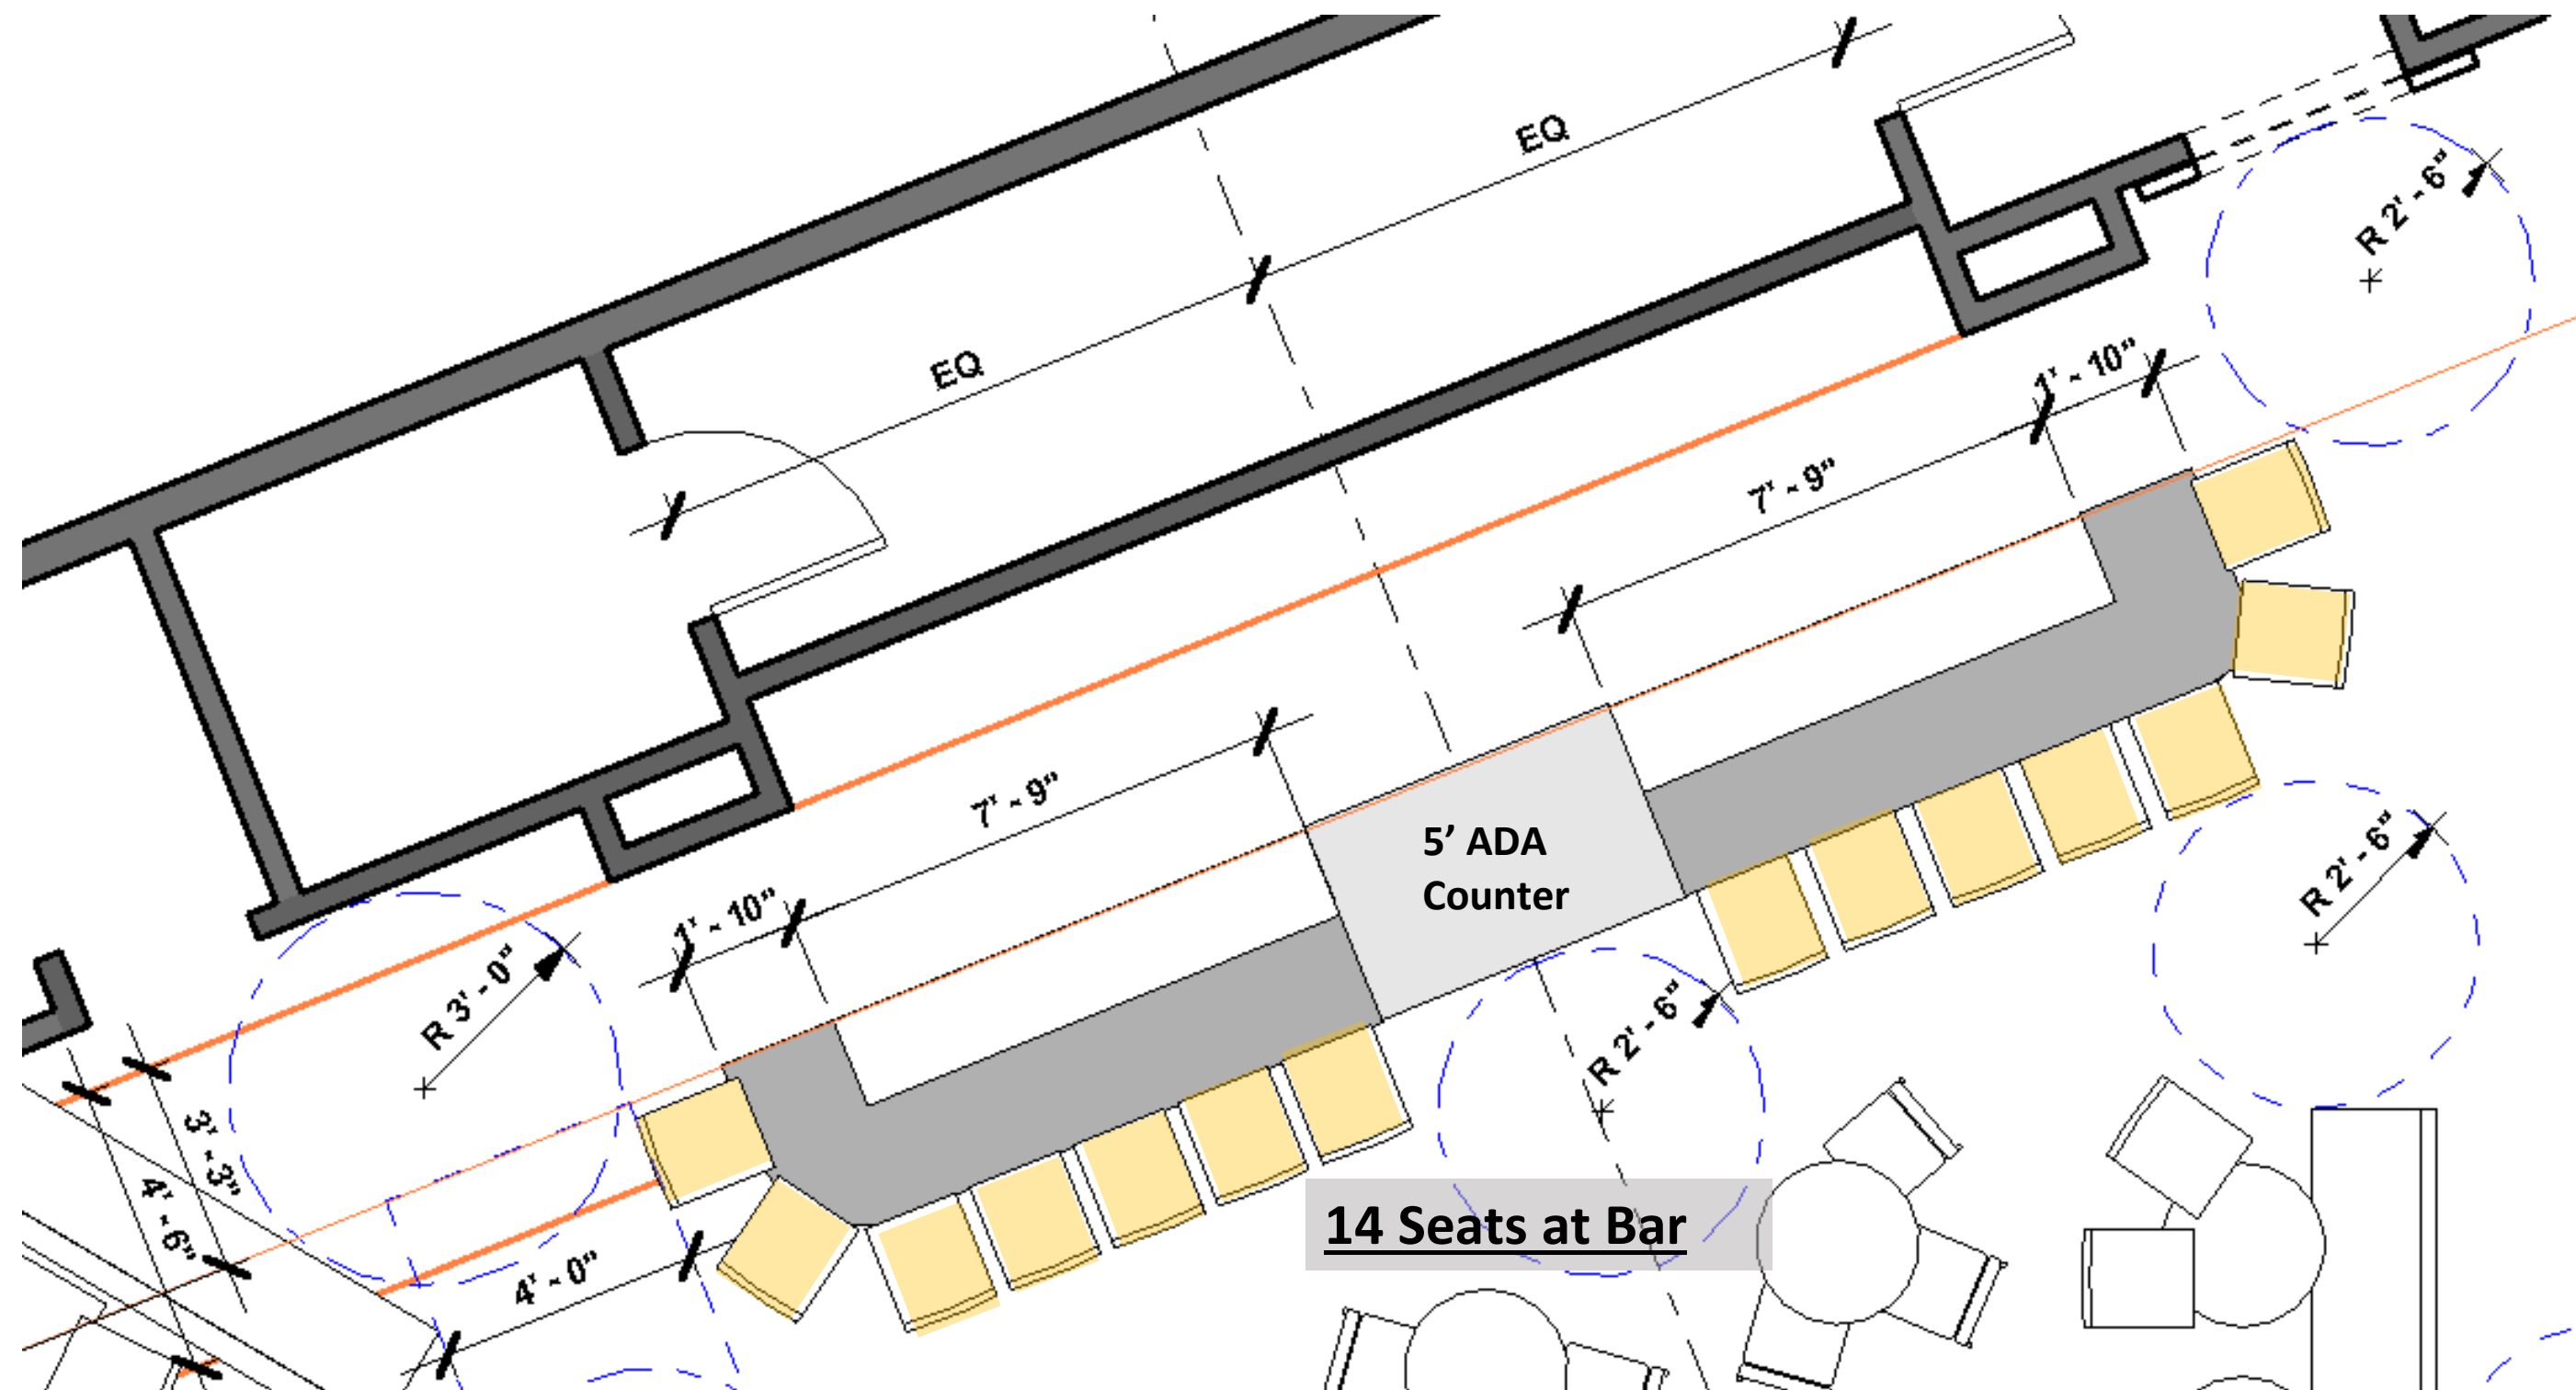 EQ
EQ
R 2' - 6"
1' - 10"
7' - 9"
7' - 9"
5’ ADA
Counter
R 2' - 6"
1' - 10"
R 3' - 0"
R 2' - 6"
3' - 3"
4' - 6"
14 Seats at Bar
4' - 0"